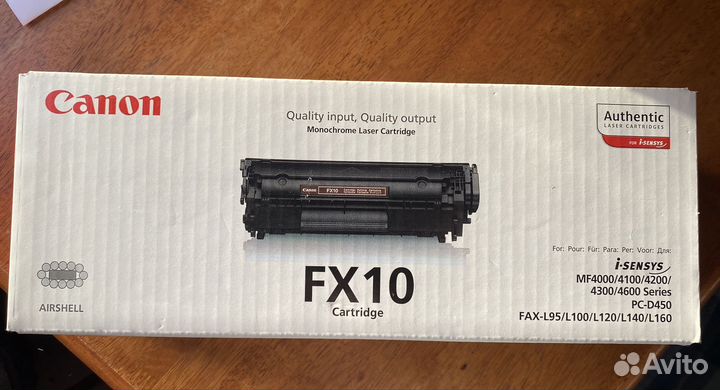 Canon
Quality input, Quality output
Monochrome Laser Cartridge
Authentic
LASER CARTRIDGES
FOR i-SENSYS
Canon
FX10
For: Pour: Für: Para: Per: Voor: Для:
i-SENSYS
MF4000/4100/4200/
4300/4600 Series
PC-D450
FAX-L95/L100/L120/L140/L160
AIRSHELL
FX10
Cartridge
Avito